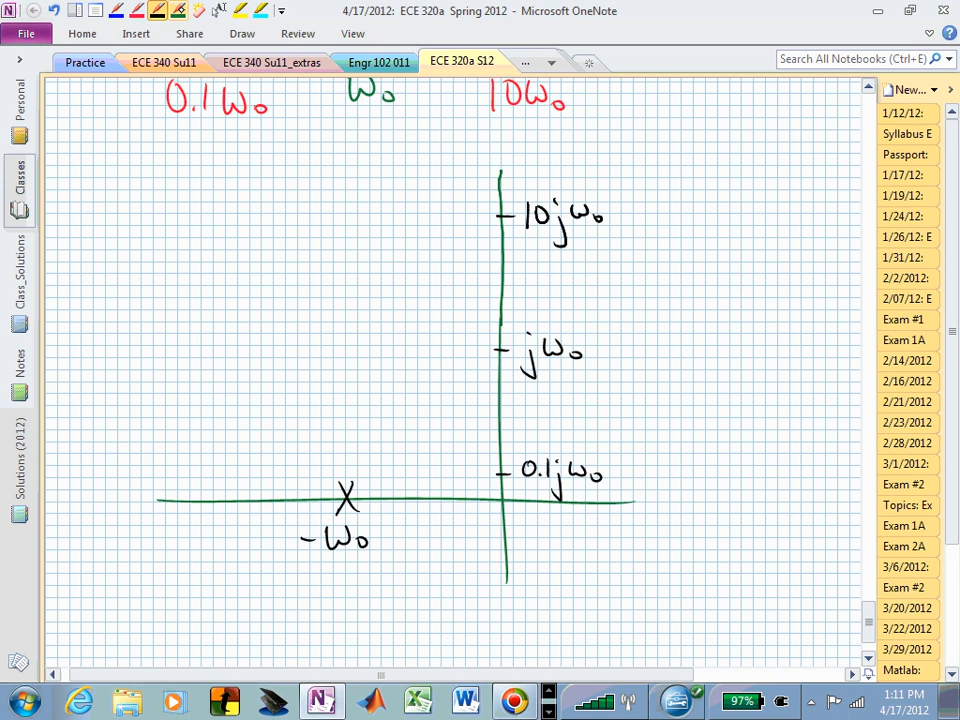 4/17/2012: ECE 320a Spring 2012 - Microsoft OneNote
File Home Insert Share Draw Review View
Practice ECE 340 Su11 ECE 340 Su11_extras Engr 102 011 ECE 320a S12 ...
Search All Notebooks (Ctrl+E)
Personal
Classes
Class_Solutions
Notes
Solutions (2012)
0.1ω₀ ω₀ 10ω₀
10jω₀
jω₀
0.1jω₀
-ω₀
New...
1/12/12:
Syllabus E
Passport:
1/17/12:
1/19/12:
1/24/12:
1/26/12: E
1/31/12:
2/2/2012:
2/07/12: E
Exam #1
Exam 1A
2/14/2012
2/16/2012
2/21/2012
2/23/2012
2/28/2012
3/1/2012:
Exam #2
Topics: Ex
Exam 1A
Exam 2A
3/6/2012:
Exam #2
3/20/2012
3/22/2012
3/29/2012
Matlab:
97%
1:11 PM
4/17/2012